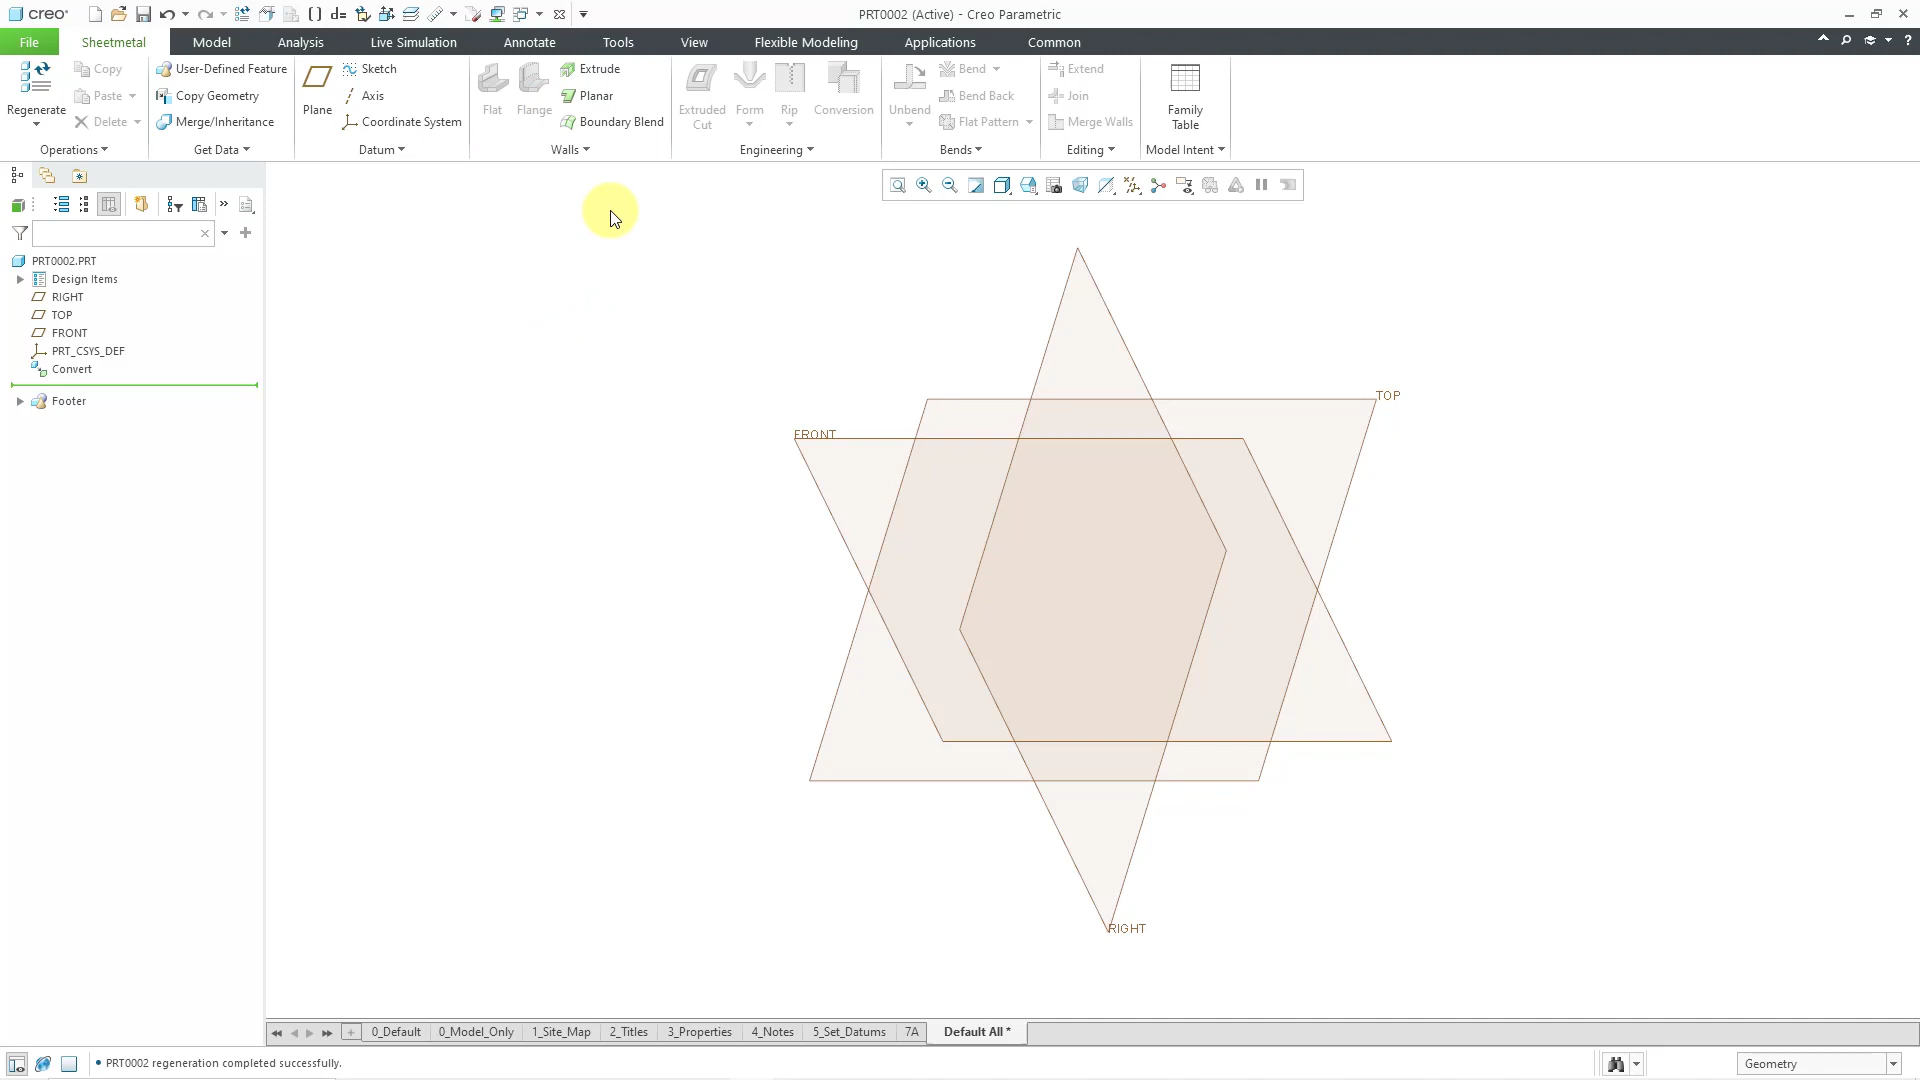 creo
PRT0002 (Active) - Creo Parametric
File
Sheetmetal
Model
Analysis
Live Simulation
Annotate
Tools
View
Flexible Modeling
Applications
Common
Regenerate
Copy
Paste
Delete
Operations
User-Defined Feature
Copy Geometry
Merge/Inheritance
Get Data
Plane
Sketch
Axis
Coordinate System
Datum
Flat
Flange
Extrude
Planar
Boundary Blend
Walls
Extruded
Cut
Form
Rip
Conversion
Engineering
Unbend
Bend
Bend Back
Flat Pattern
Bends
Extend
Join
Merge Walls
Editing
Family
Table
Model Intent
PRT0002.PRT
Design Items
RIGHT
TOP
FRONT
PRT_CSYS_DEF
Convert
Footer
TOP
FRONT
RIGHT
0_Default
0_Model_Only
1_Site_Map
2_Titles
3_Properties
4_Notes
5_Set_Datums
7A
Default All *
• PRT0002 regeneration completed successfully.
Geometry